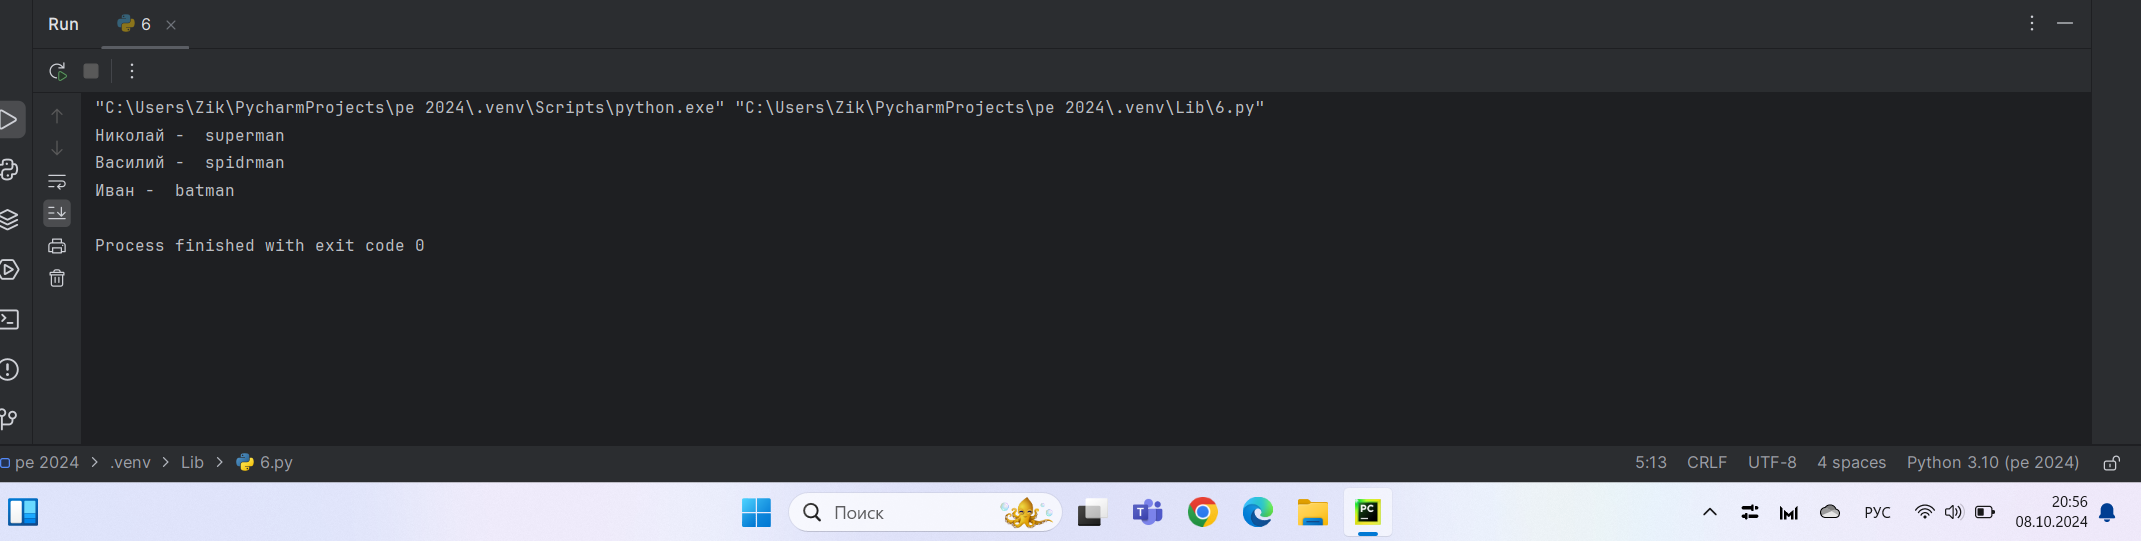 Run 6
"C:\Users\Zik\PycharmProjects\pe 2024\.venv\Scripts\python.exe" "C:\Users\Zik\PycharmProjects\pe 2024\.venv\Lib\6.py"
Николай -  superman
Василий -  spidrman
Иван -  batman
Process finished with exit code 0
pe 2024 > .venv > Lib > 6.py 5:13 CRLF UTF-8 4 spaces Python 3.10 (pe 2024)
Поиск РУС 20:56
08.10.2024